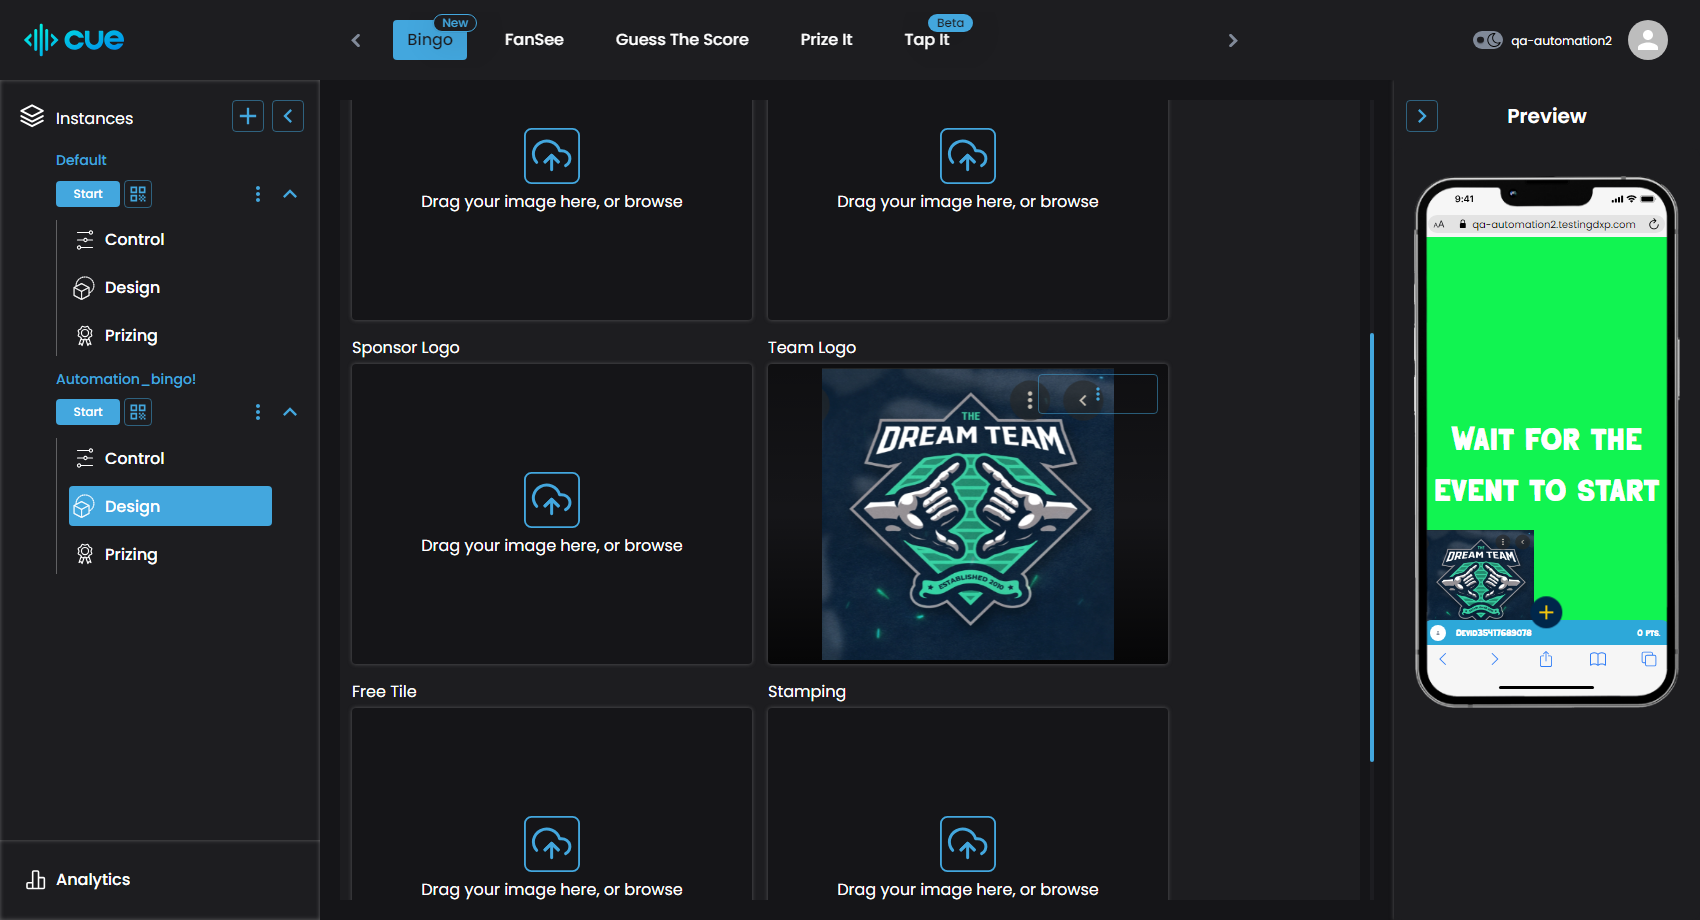 cue
Bingo
New
FanSee
Guess The Score
Prize It
Tap It
Beta
qa-automation2
Instances
Default
Start
Control
Design
Prizing
Automation_bingo!
Start
Control
Design
Prizing
Analytics
Drag your image here, or browse
Drag your image here, or browse
Sponsor Logo
Team Logo
Drag your image here, or browse
THE
DREAM TEAM
ESTABLISHED 2010
Free Tile
Stamping
Drag your image here, or browse
Drag your image here, or browse
Preview
9:41
AA
qa-automation2.testingdxp.com
WAIT FOR THE
EVENT TO START
THE
DREAM TEAM
0 PTS.